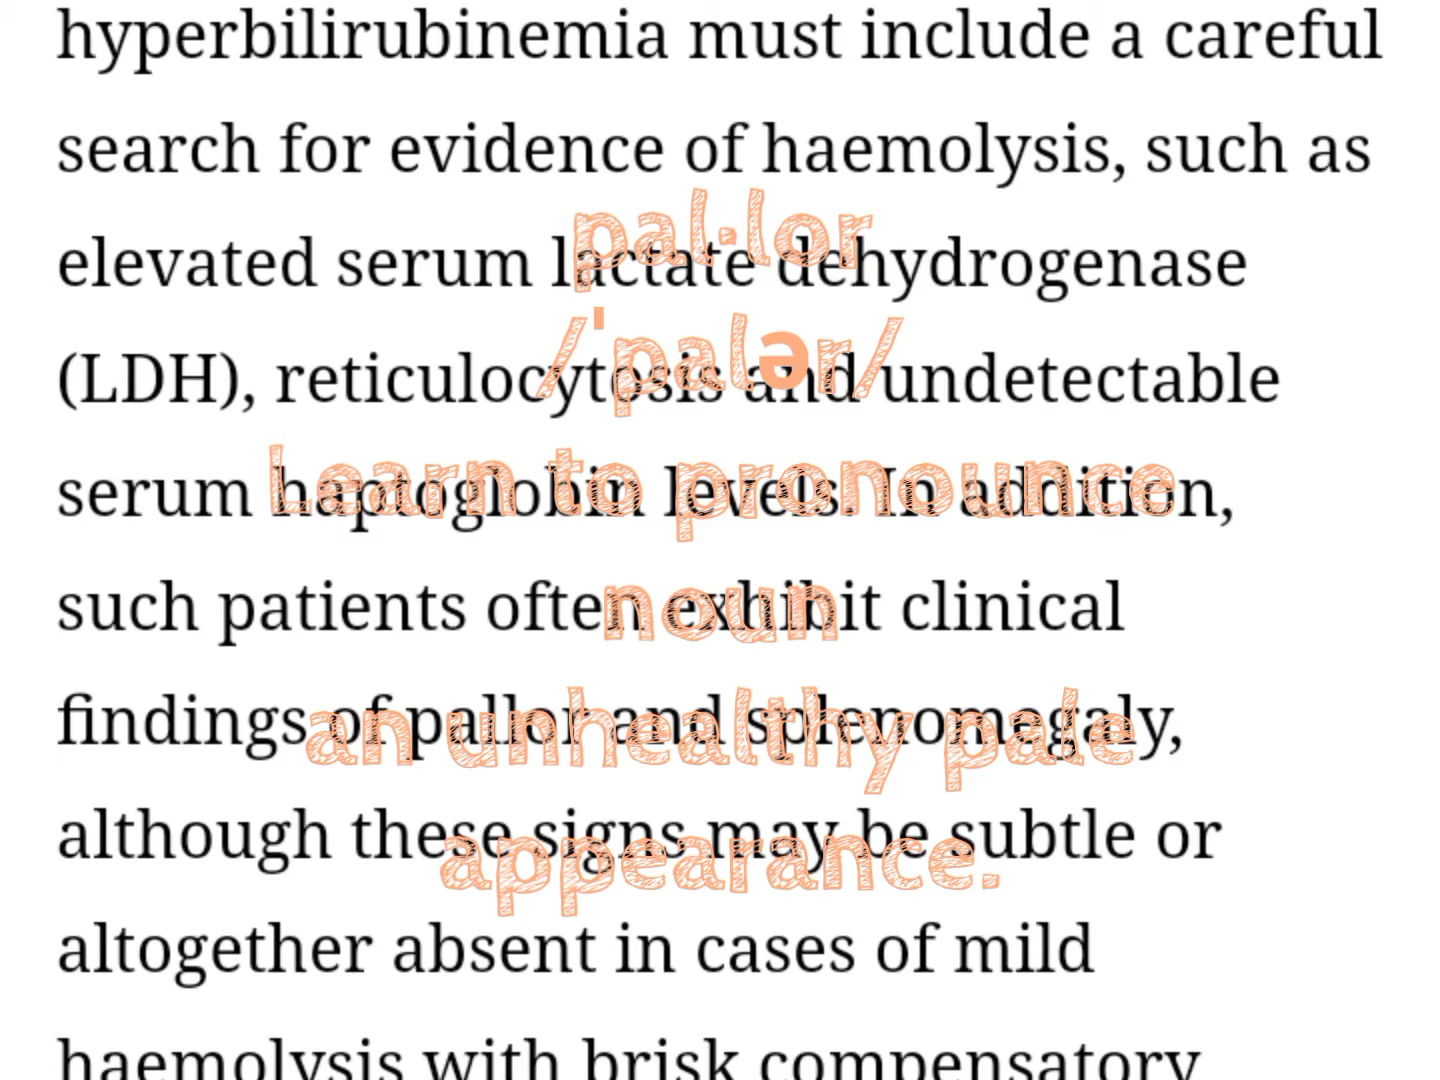 hyperbilirubinemia must include a careful
search for evidence of haemolysis, such as
pal·lor
elevated serum lactate dehydrogenase
/ˈpalər/
(LDH), reticulocytosis and undetectable
Learn to pronounce
serum haptoglobin levels. In addnition,
noun
such patients often exhibit clinical
an unhealthy pale
findings of pallor and splenomagaly,
appearance.
although these signs may be subtle or
altogether absent in cases of mild
haemolysis with brisk compensatory